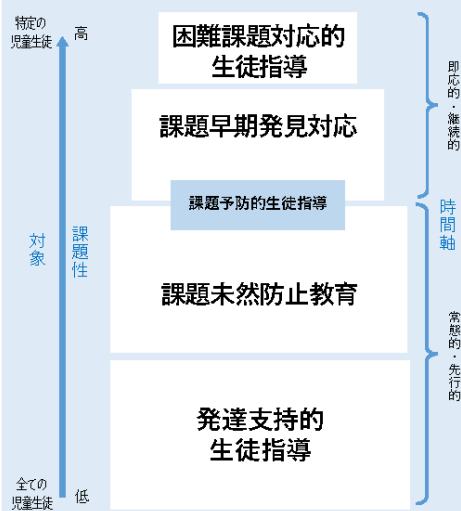 特定の
児童生徒
高
困難課題対応的
生徒指導
課題早期発見対応
即応的・継続的
課題予防的生徒指導
時間軸
対象
課題性
課題未然防止教育
常態的・先行的
発達支持的
生徒指導
全ての
児童生徒
低